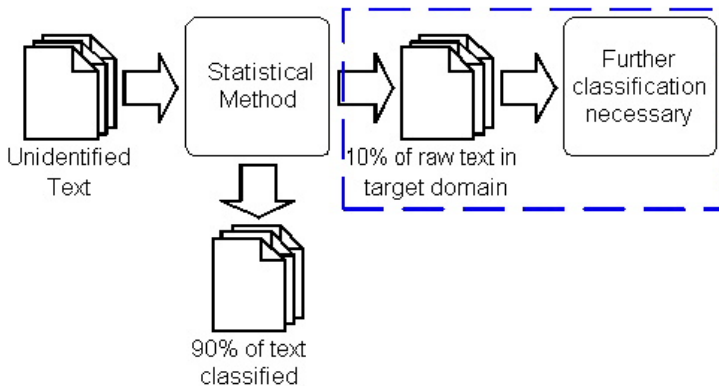 Unidentified
Text
Statistical
Method
10% of raw text in
target domain
Further
classification
necessary
90% of text
classified